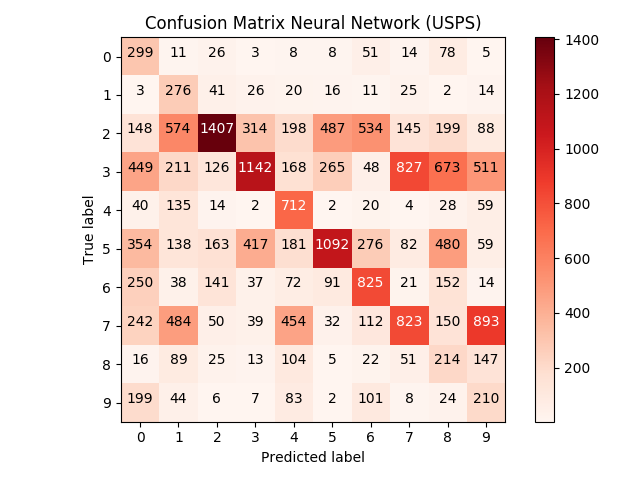 Confusion Matrix Neural Network (USPS)
0 299 11 26 3 8 8 51 14 78 5
1 3 276 41 26 20 16 11 25 2 14
2 148 574 1407 314 198 487 534 145 199 88
3 449 211 126 1142 168 265 48 827 673 511
4 40 135 14 2 712 2 20 4 28 59
5 354 138 163 417 181 1092 276 82 480 59
6 250 38 141 37 72 91 825 21 152 14
7 242 484 50 39 454 32 112 823 150 893
8 16 89 25 13 104 5 22 51 214 147
9 199 44 6 7 83 2 101 8 24 210
0 1 2 3 4 5 6 7 8 9
Predicted label
True label
1400
1200
1000
800
600
400
200